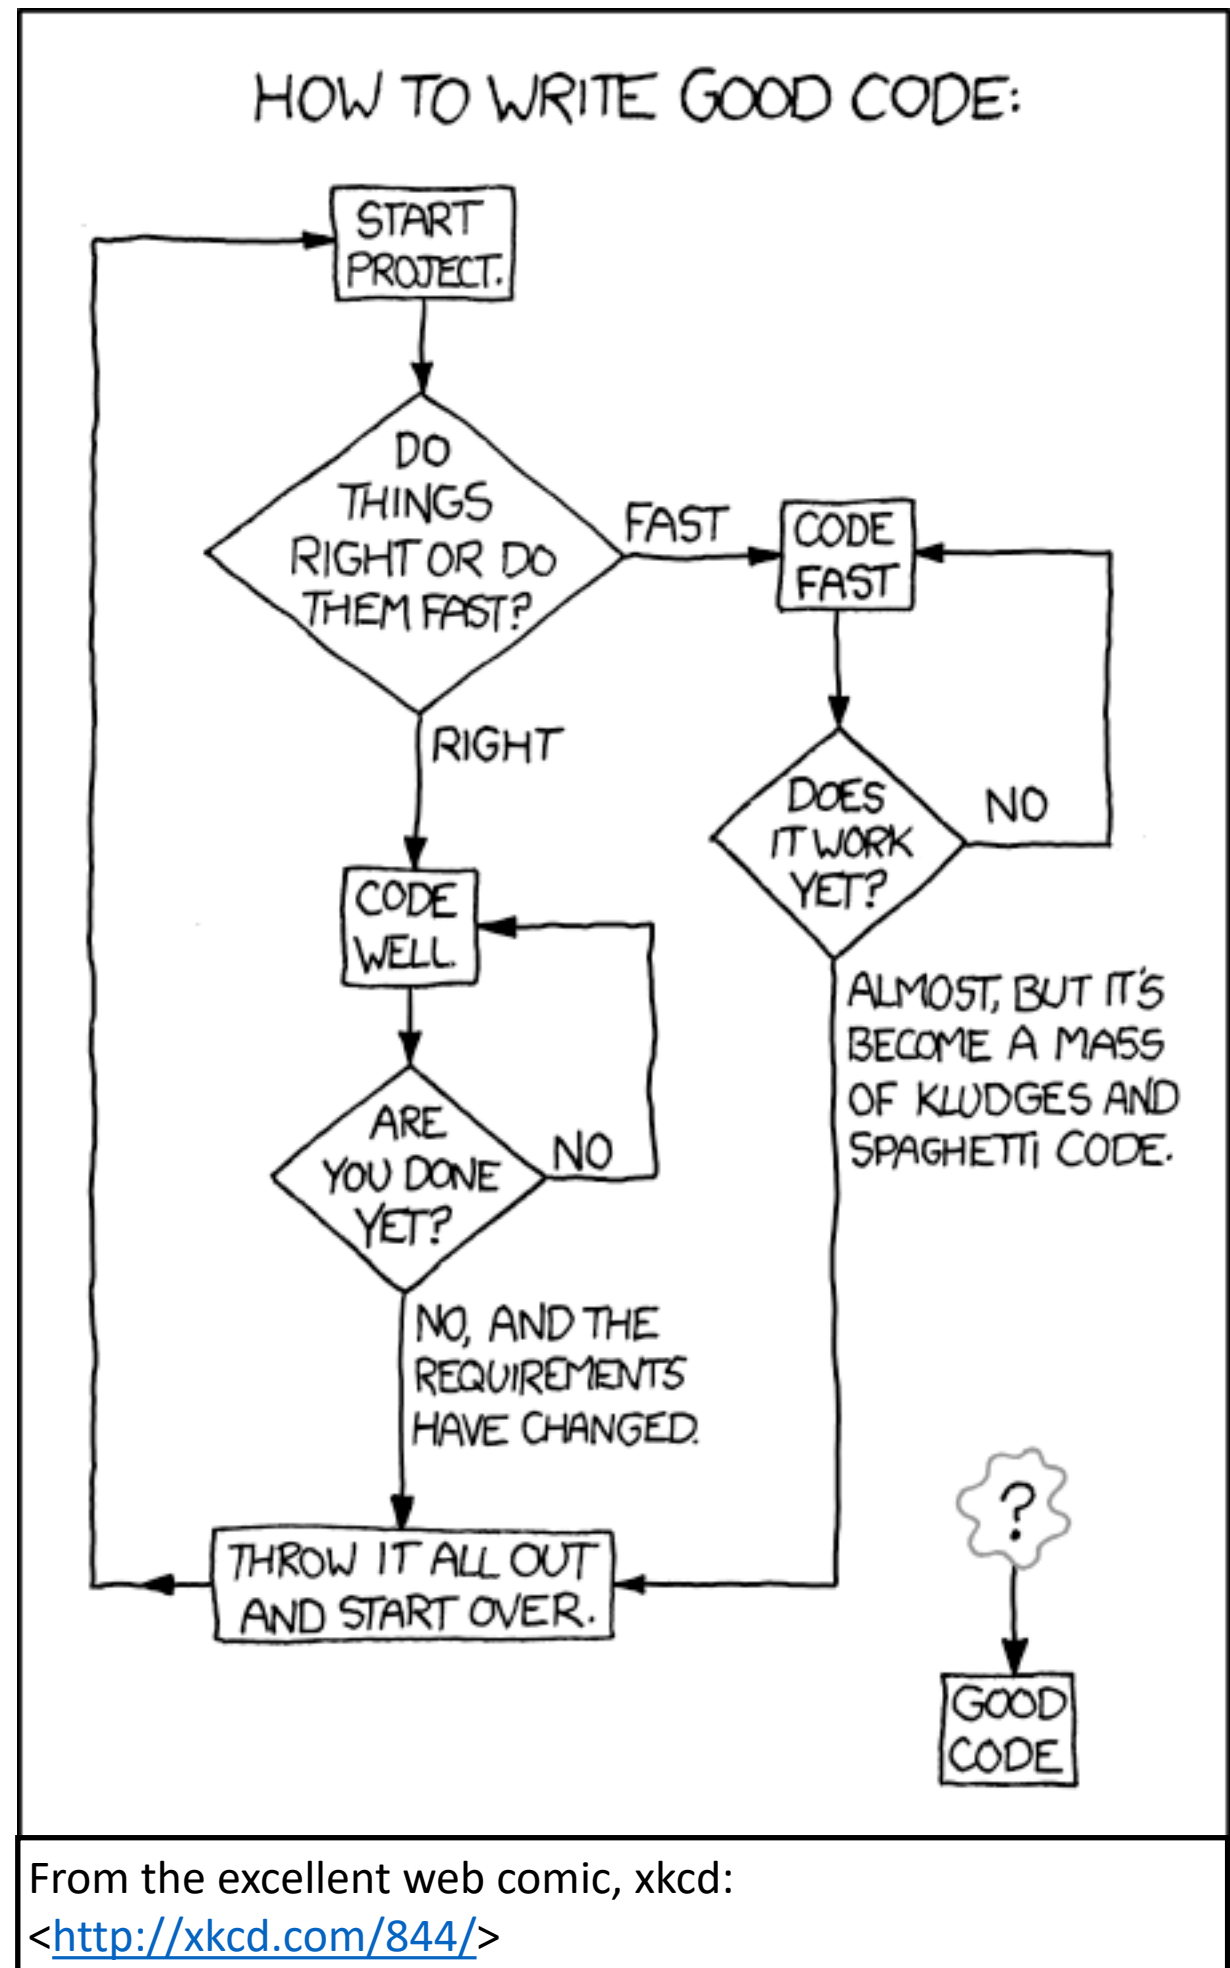 HOW TO WRITE GOOD CODE:
START
PROJECT.
DO
THINGS
RIGHT OR DO
THEM FAST?
FAST
CODE
FAST
RIGHT
DOES
IT WORK
YET?
NO
CODE
WELL.
ALMOST, BUT IT'S
BECOME A MASS
OF KLUDGES AND
SPAGHETTI CODE.
ARE
YOU DONE
YET?
NO
NO, AND THE
REQUIREMENTS
HAVE CHANGED.
THROW IT ALL OUT
AND START OVER.
?
GOOD
CODE
From the excellent web comic, xkcd:
<http://xkcd.com/844/>